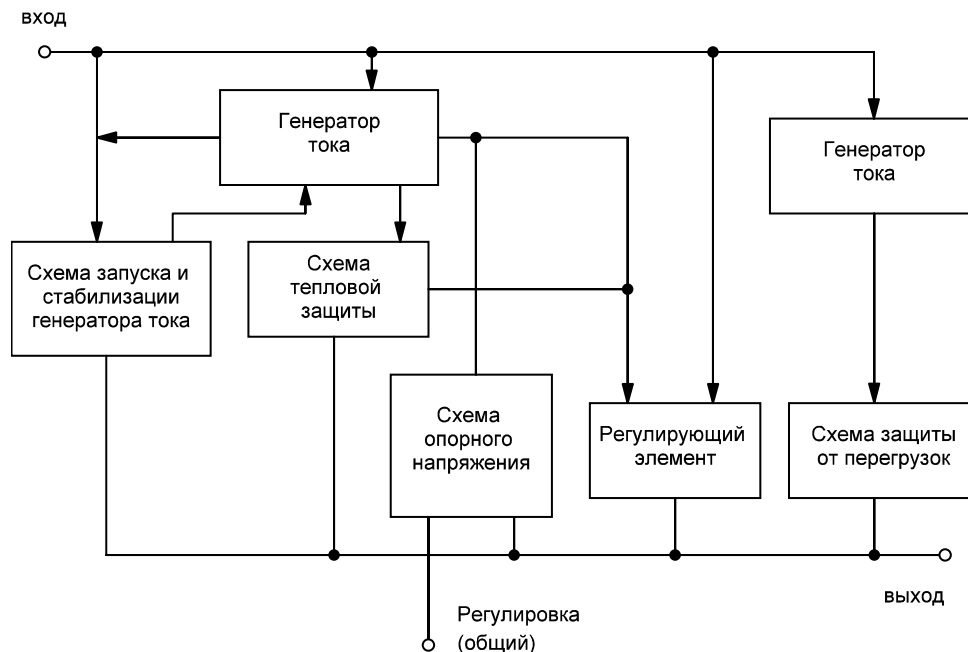 вход
Генератор
тока
Генератор
тока
Схема запуска и
стабилизации
генератора тока
Схема
тепловой
защиты
Схема
опорного
напряжения
Регулирующий
элемент
Схема защиты
от перегрузок
выход
Регулировка
(общий)